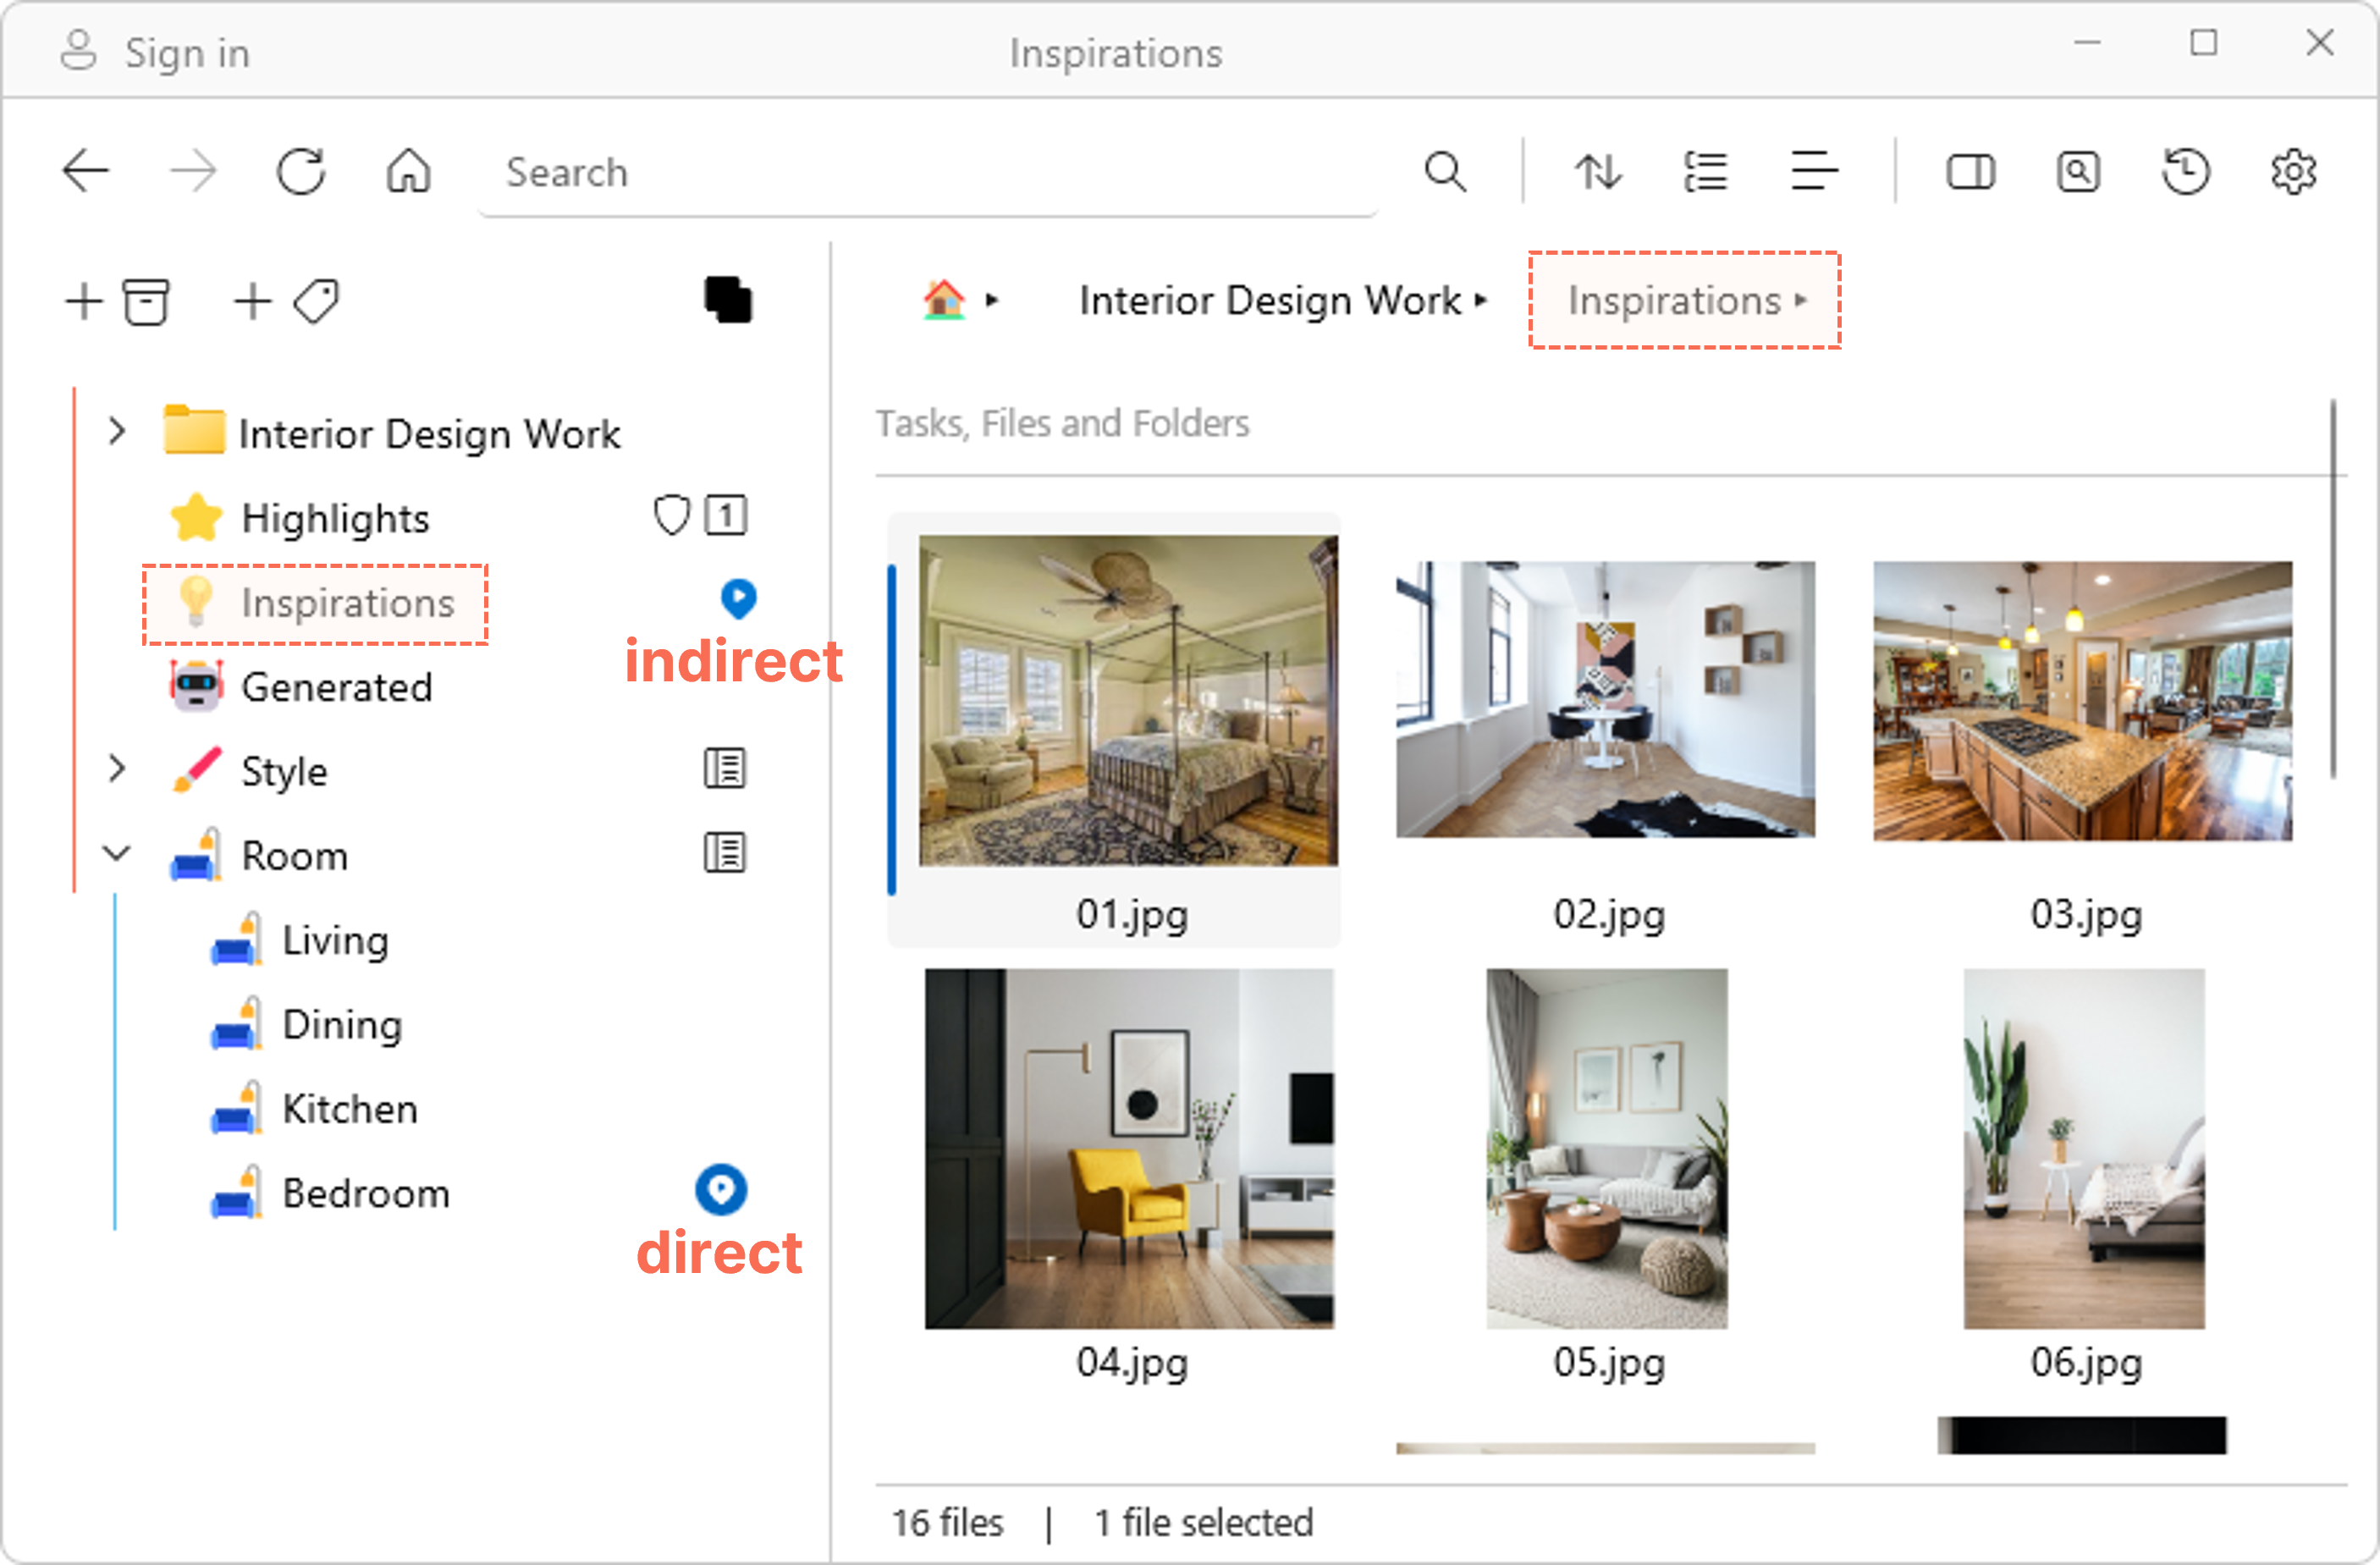 Sign in
Inspirations
Search
Interior Design Work
Inspirations
Interior Design Work
Highlights
1
Inspirations
indirect
Generated
Style
Room
Living
Dining
Kitchen
Bedroom
direct
Tasks, Files and Folders
01.jpg
02.jpg
03.jpg
04.jpg
05.jpg
06.jpg
16 files | 1 file selected